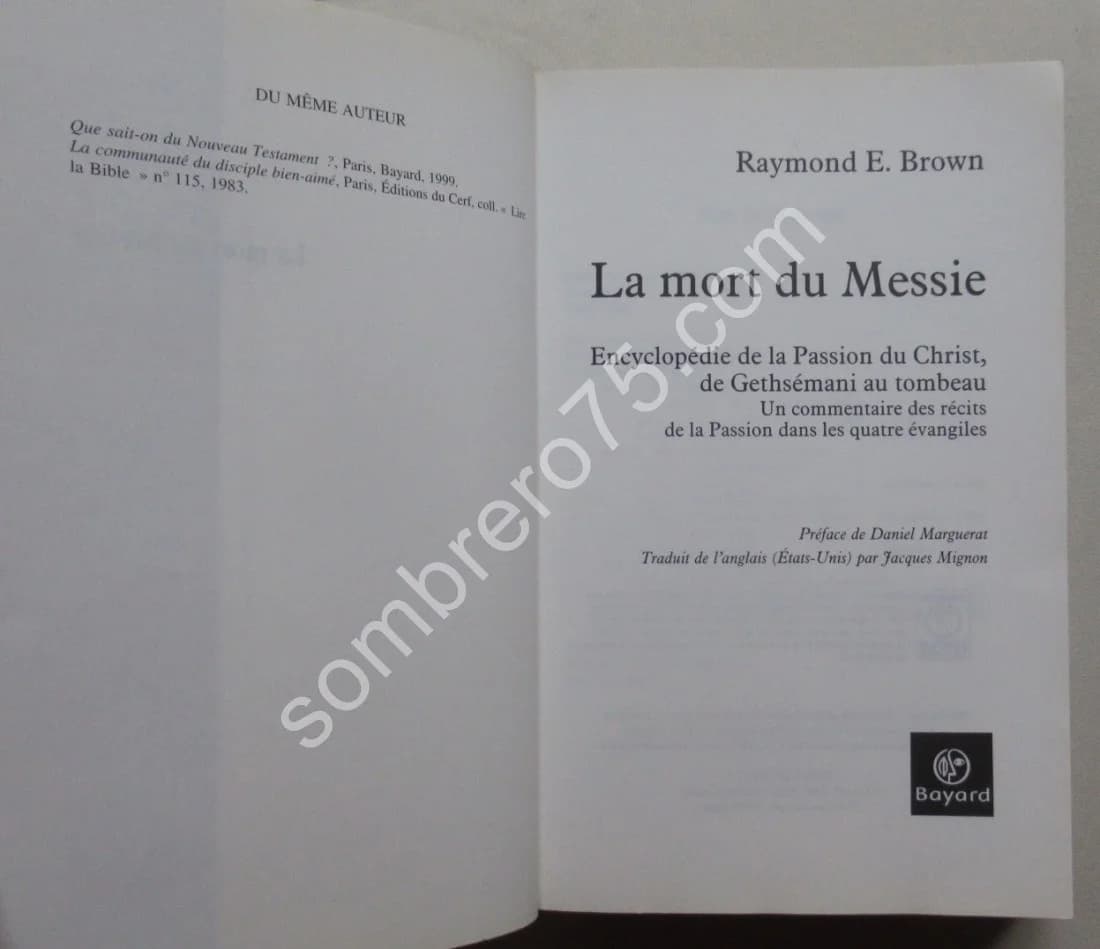 DU MÊME AUTEUR
Que sait-on du Nouveau Testament ?, Paris, Bayard, 1999.
La communauté du disciple bien-aimé, Paris, Éditions du Cerf, coll. « Lire
la Bible » n° 115, 1983.
Raymond E. Brown
La mort du Messie
Encyclopédie de la Passion du Christ,
de Gethsémani au tombeau
Un commentaire des récits
de la Passion dans les quatre évangiles
Préface de Daniel Marguerat
Traduit de l'anglais (États-Unis) par Jacques Mignon
Bayard
sombrero75.com